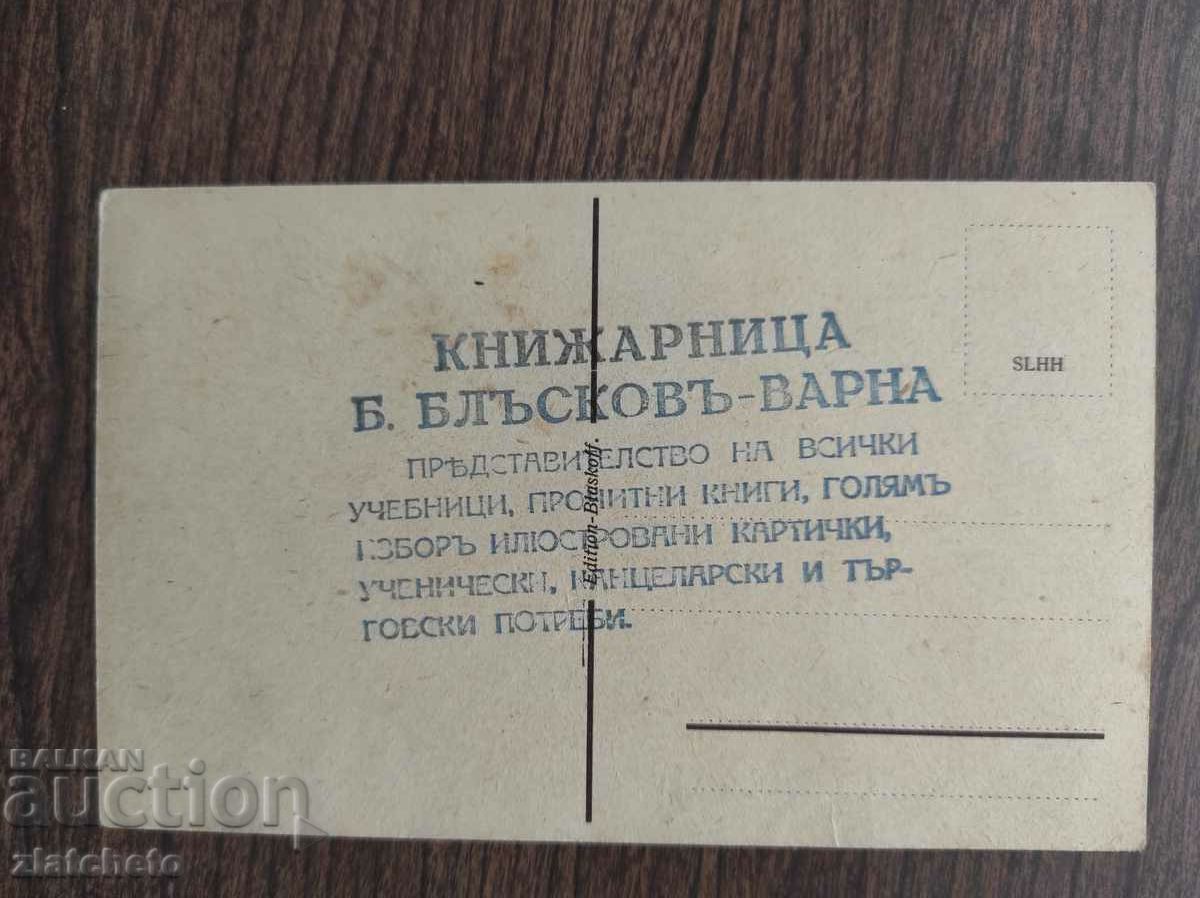 КНИЖАРНИЦА
Б. БЛЪСКОВЪ-ВАРНА
ПРѢДСТАВИТЕЛСТВО НА ВСИЧКИ
УЧЕБНИЦИ, ПРОЧИТНИ КНИГИ, ГОЛЯМЪ
ИЗБОРЪ ИЛЮСТРОВАНИ КАРТИЧКИ,
УЧЕНИЧЕСКИ, КАНЦЕЛАРСКИ И ТЪР-
ГОВСКИ ПОТРЕБИ.
Edition-Blaskoff.
SLHH
BALKAN
auction
zlatcheto